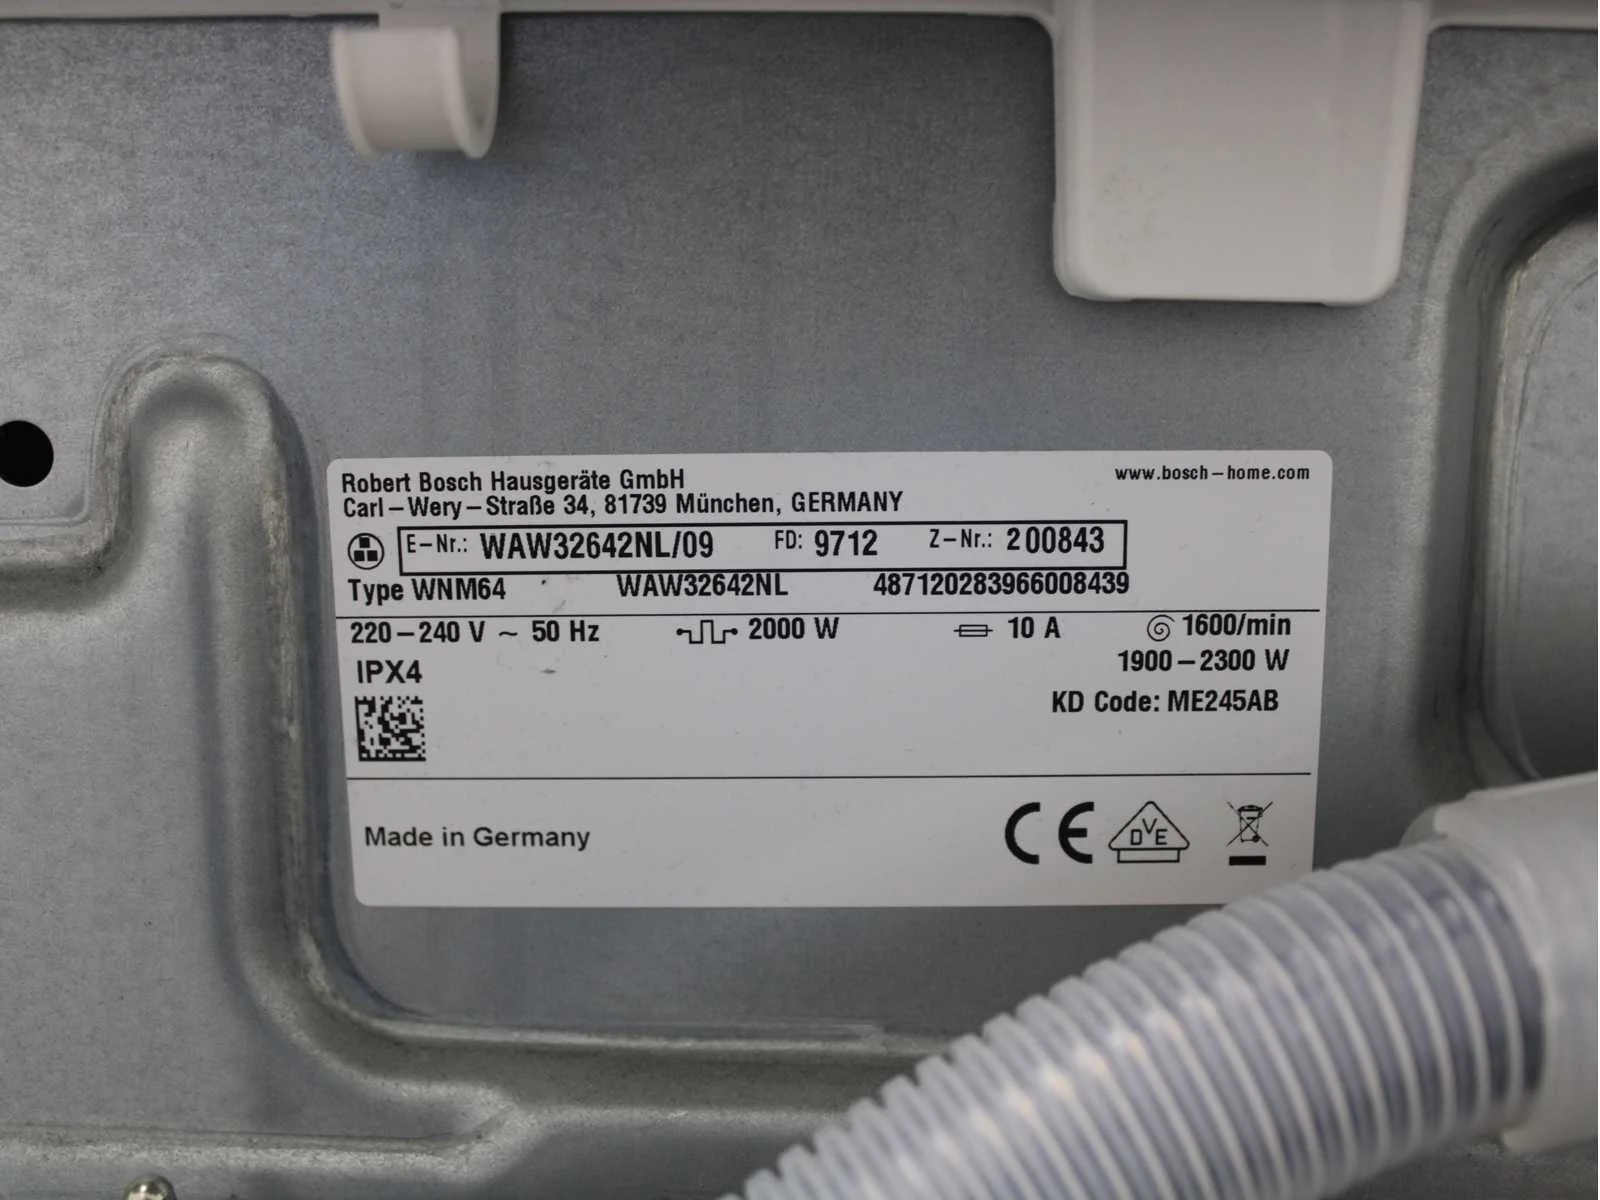 Robert Bosch Hausgeräte GmbH www.bosch-home.com
Carl-Wery-Straße 34, 81739 München, GERMANY
E-Nr.: WAW32642NL/09 FD: 9712 Z-Nr.: 200843
Type WNM64 WAW32642NL 487120283966008439
220-240 V ~ 50 Hz 2000 W 10 A 1600/min
1900-2300 W
IPX4
KD Code: ME245AB
Made in Germany CE DVE